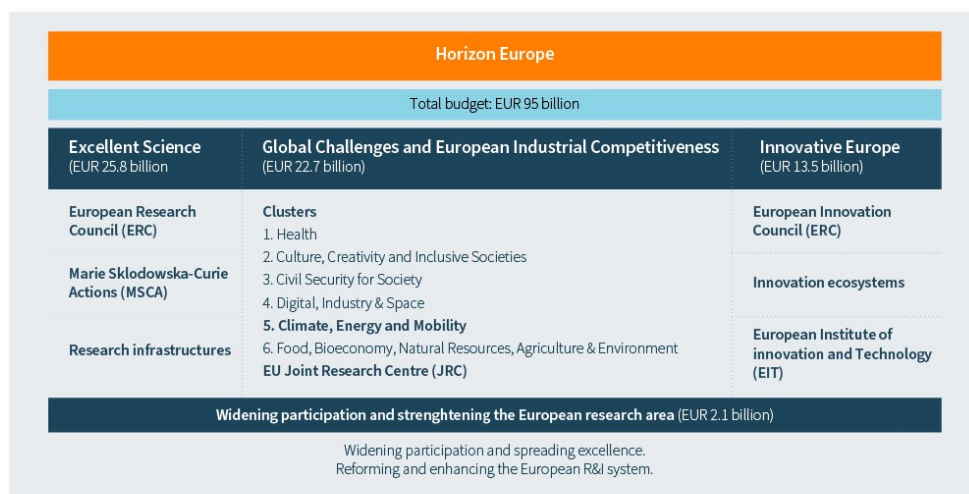 Horizon Europe
Total budget: EUR 95 billion
Excellent Science
(EUR 25.8 billion
Global Challenges and European Industrial Competitiveness
(EUR 22.7 billion)
Innovative Europe
(EUR 13.5 billion)
European Research
Council (ERC)
Marie Sklodowska-Curie
Actions (MSCA)
Research infrastructures
Clusters
1. Health
2. Culture, Creativity and Inclusive Societies
3. Civil Security for Society
4. Digital, Industry & Space
5. Climate, Energy and Mobility
6. Food, Bioeconomy, Natural Resources, Agriculture & Environment
EU Joint Research Centre (JRC)
European Innovation
Council (ERC)
Innovation ecosystems
European Institute of
innovation and Technology
(EIT)
Widening participation and strenghtening the European research area (EUR 2.1 billion)
Widening participation and spreading excellence.
Reforming and enhancing the European R&I system.